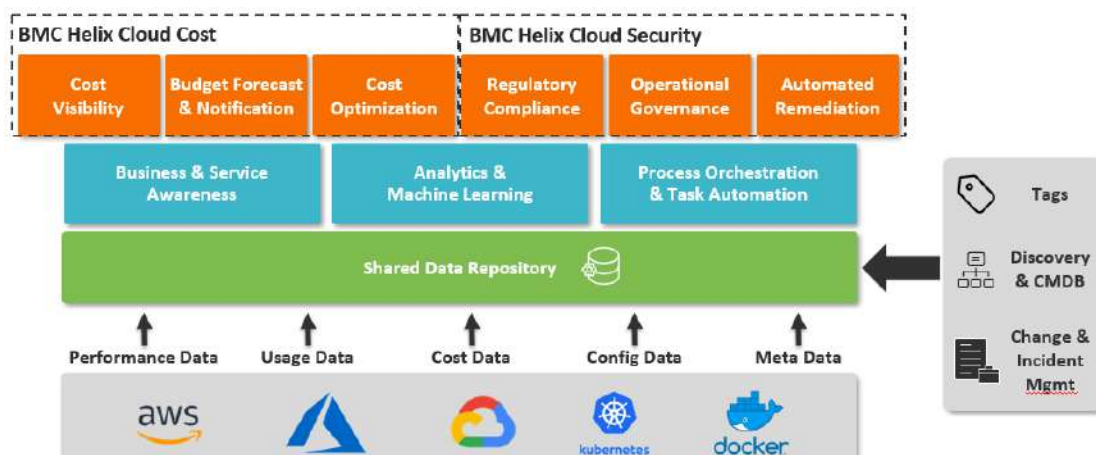 BMC Helix Cloud Cost
BMC Helix Cloud Security
Cost
Visibility
Budget Forecast
& Notification
Cost
Optimization
Regulatory
Compliance
Operational
Governance
Automated
Remediation
Business & Service
Awareness
Analytics &
Machine Learning
Process Orchestration
& Task Automation
Tags
Shared Data Repository
Discovery
& CMDB
Change &
Incident
Mgmt
Performance Data
Usage Data
Cost Data
Config Data
Meta Data
aws
kubernetes
docker